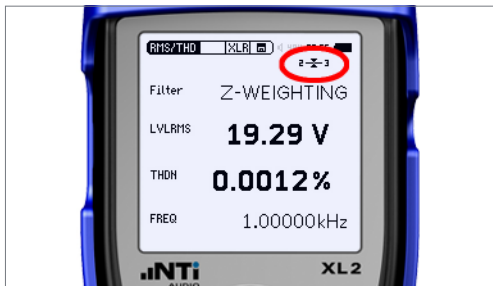 RMS/THD XLR
2-3
Filter Z-WEIGHTING
LVLRMS 19.29 V
THDN 0.0012%
FREQ 1.00000kHz
NTi XL2
AUDIO